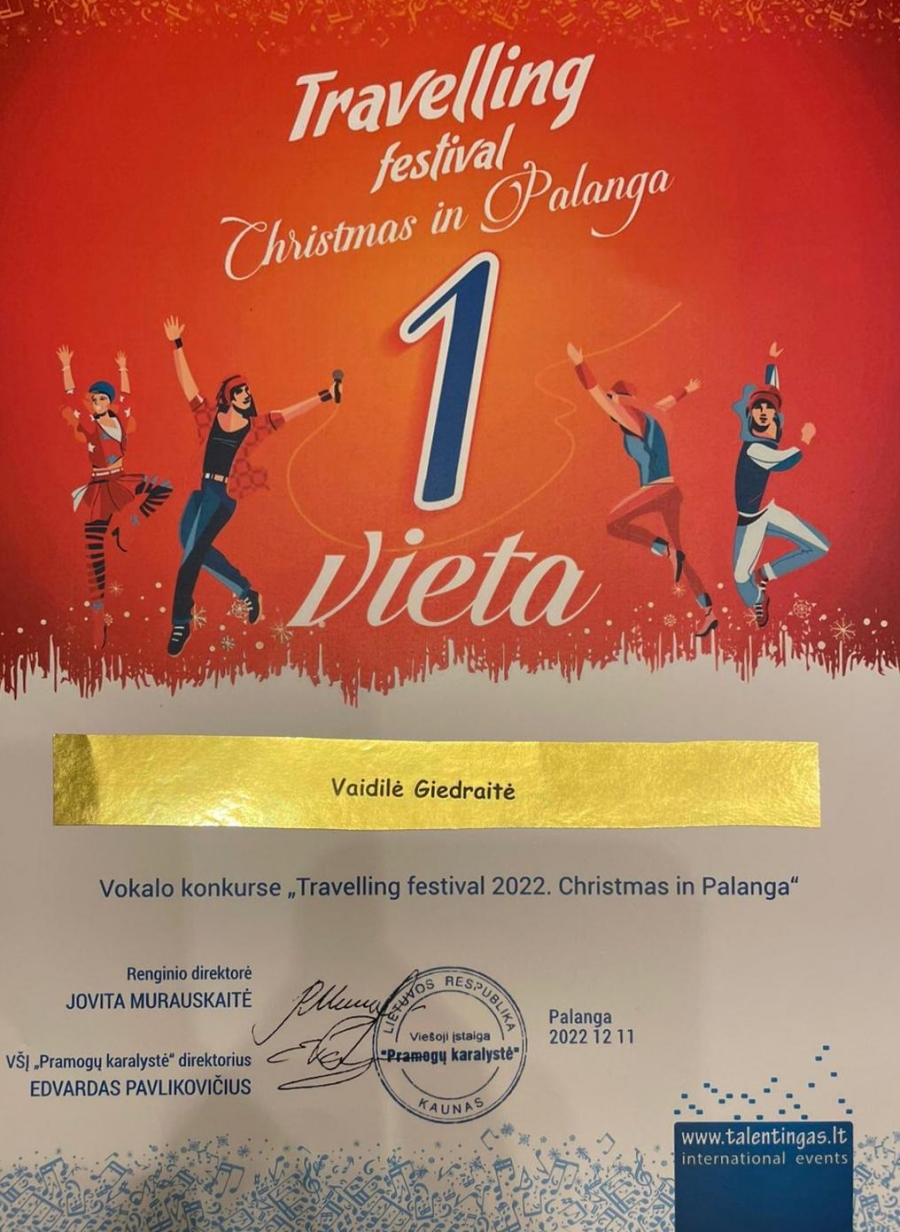 Travelling
festival
Christmas in Palanga
1
Vieta
Vaidilė Giedraitė
Vokalo konkurse „Travelling festival 2022. Christmas in Palanga“
Renginio direktorė
JOVITA MURAUSKAITĖ
VŠĮ „Pramogų karalystė“ direktorius
EDVARDAS PAVLIKOVIČIUS
LIETUVOS RESPUBLIKA
Viešoji įstaiga
"Pramogų karalystė"
KAUNAS
Palanga
2022 12 11
www.talentingas.lt
international events